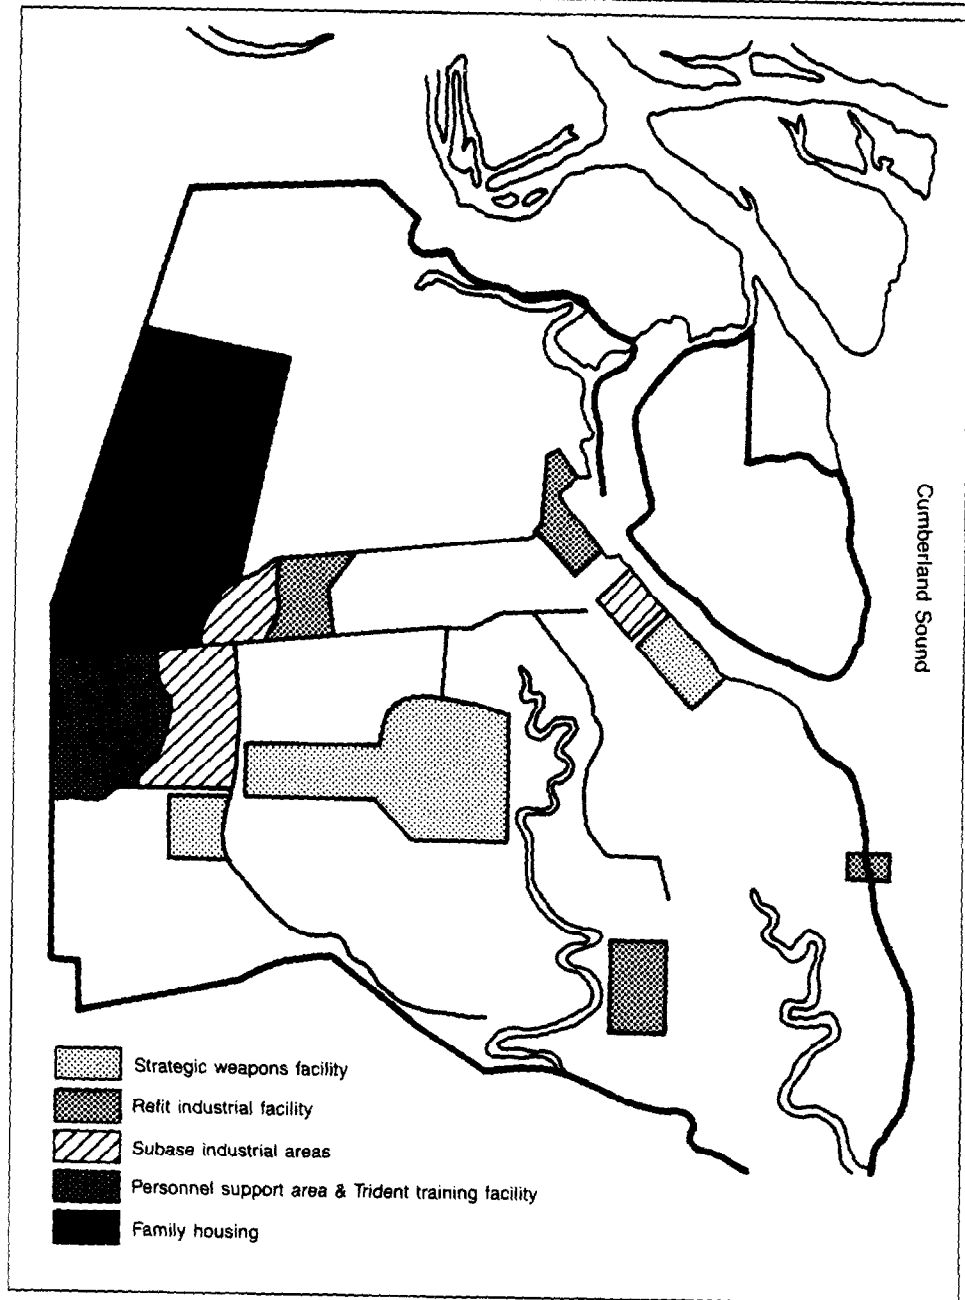 Cumberland Sound
Strategic weapons facility
Refit industrial facility
Subase industrial areas
Personnel support area & Trident training facility
Family housing